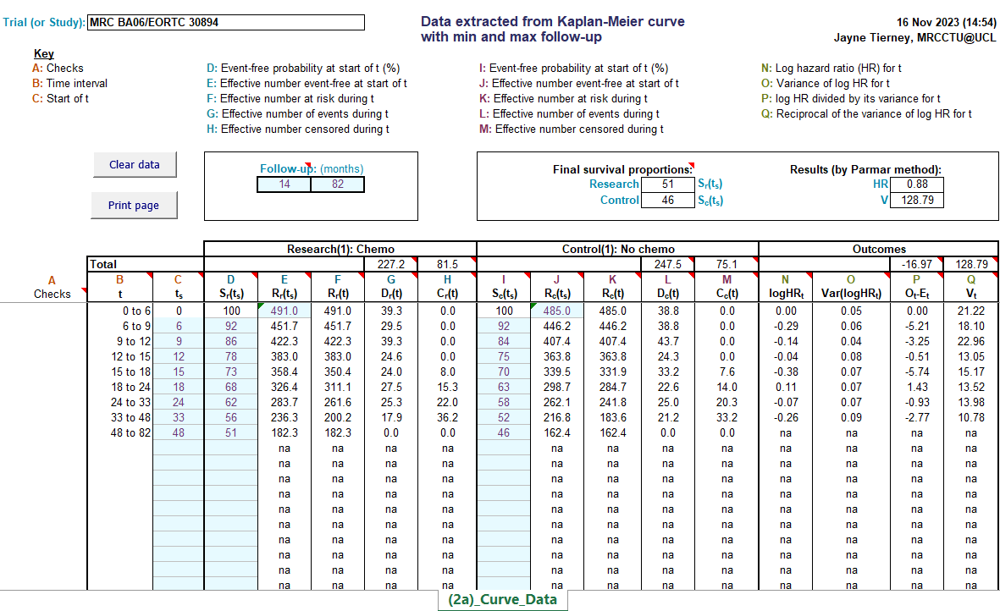 Trial (or Study): MRC BA06/EORTC 30894
Data extracted from Kaplan-Meier curve
with min and max follow-up
16 Nov 2023 (14:54)
Jayne Tierney, MRCCTU@UCL
Key
A: Checks
B: Time interval
C: Start of t
D: Event-free probability at start of t (%)
E: Effective number event-free at start of t
F: Effective number at risk during t
G: Effective number of events during t
H: Effective number censored during t
I: Event-free probability at start of t (%)
J: Effective number event-free at start of t
K: Effective number at risk during t
L: Effective number of events during t
M: Effective number censored during t
N: Log hazard ratio (HR) for t
O: Variance of log HR for t
P: log HR divided by its variance for t
Q: Reciprocal of the variance of log HR for t
Clear data
Print page
Follow-up: (months)
14 82
Final survival proportions:
Research 51 Sr(ts)
Control 46 Sc(ts)
Results (by Parmar method):
HR 0.88
V 128.79
Research(1): Chemo Control(1): No chemo Outcomes
Total 227.2 81.5 247.5 75.1 -16.97 128.79
A B C D E F G H I J K L M N O P Q
Checks t ts Sr(ts) Rr(ts) Rr(t) Dr(t) Cr(t) Sc(ts) Rc(ts) Rc(t) Dc(t) Cc(t) logHRt Var(logHRt) Ot-Et Vt
0 to 6 0 100 491.0 491.0 39.3 0.0 100 485.0 485.0 38.8 0.0 0.00 0.05 0.00 21.22
6 to 9 6 92 451.7 451.7 29.5 0.0 92 446.2 446.2 38.8 0.0 -0.29 0.06 -5.21 18.10
9 to 12 9 86 422.3 422.3 39.3 0.0 84 407.4 407.4 43.7 0.0 -0.14 0.04 -3.25 22.96
12 to 15 12 78 383.0 383.0 24.6 0.0 75 363.8 363.8 24.3 0.0 -0.04 0.08 -0.51 13.05
15 to 18 15 73 358.4 350.4 24.0 8.0 70 339.5 331.9 33.2 7.6 -0.38 0.07 -5.74 15.17
18 to 24 18 68 326.4 311.1 27.5 15.3 63 298.7 284.7 22.6 14.0 0.11 0.07 1.43 13.52
24 to 33 24 62 283.7 261.6 25.3 22.0 58 262.1 241.8 25.0 20.3 -0.07 0.07 -0.93 13.98
33 to 48 33 56 236.3 200.2 17.9 36.2 52 216.8 183.6 21.2 33.2 -0.26 0.09 -2.77 10.78
48 to 82 48 51 182.3 182.3 0.0 0.0 46 162.4 162.4 0.0 0.0 na na na na
na na na na na na na na na na na na
na na na na na na na na na na na na
na na na na na na na na na na na na
na na na na na na na na na na na na
na na na na na na na na na na na na
na na na na na na na na na na na na
na na na na na na na na na na na na
na na na na na na na na na na na na
na na na na na na na na na na na na
na na na na na na na na na na na na
(2a)_Curve_Data